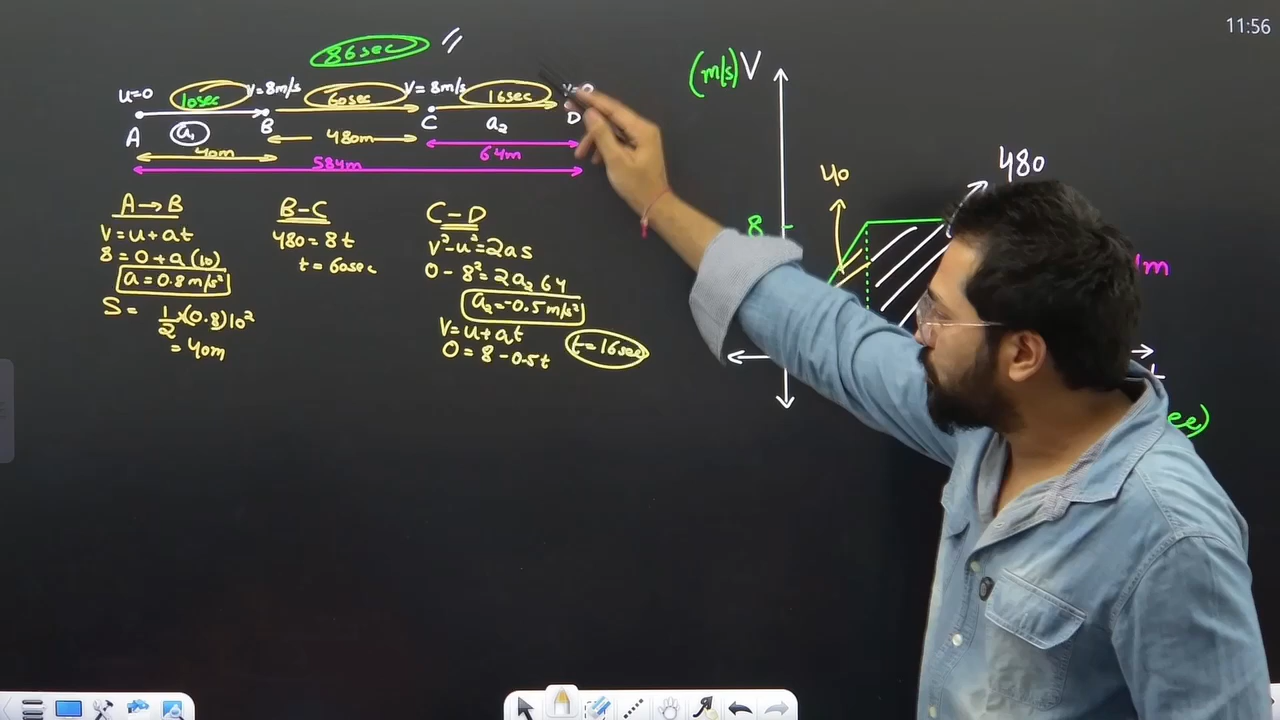 11:56
86sec
u=0 10sec V=8m/s 60sec V=8m/s 16sec V=0
A a₁ B C a₂ D
480m
40m 64m
584m
A→B
V=u+at
8=0+a(10)
a=0.8m/s²
S= 1/2×(0.8)10²
=40m
B-C
480=8t
t=60sec
C-D
V²-u²=2as
0-8²=2a₂64
a₂=-0.5m/s²
V=u+at
0=8-0.5t
t=16sec
(m/s) V
40
480
8